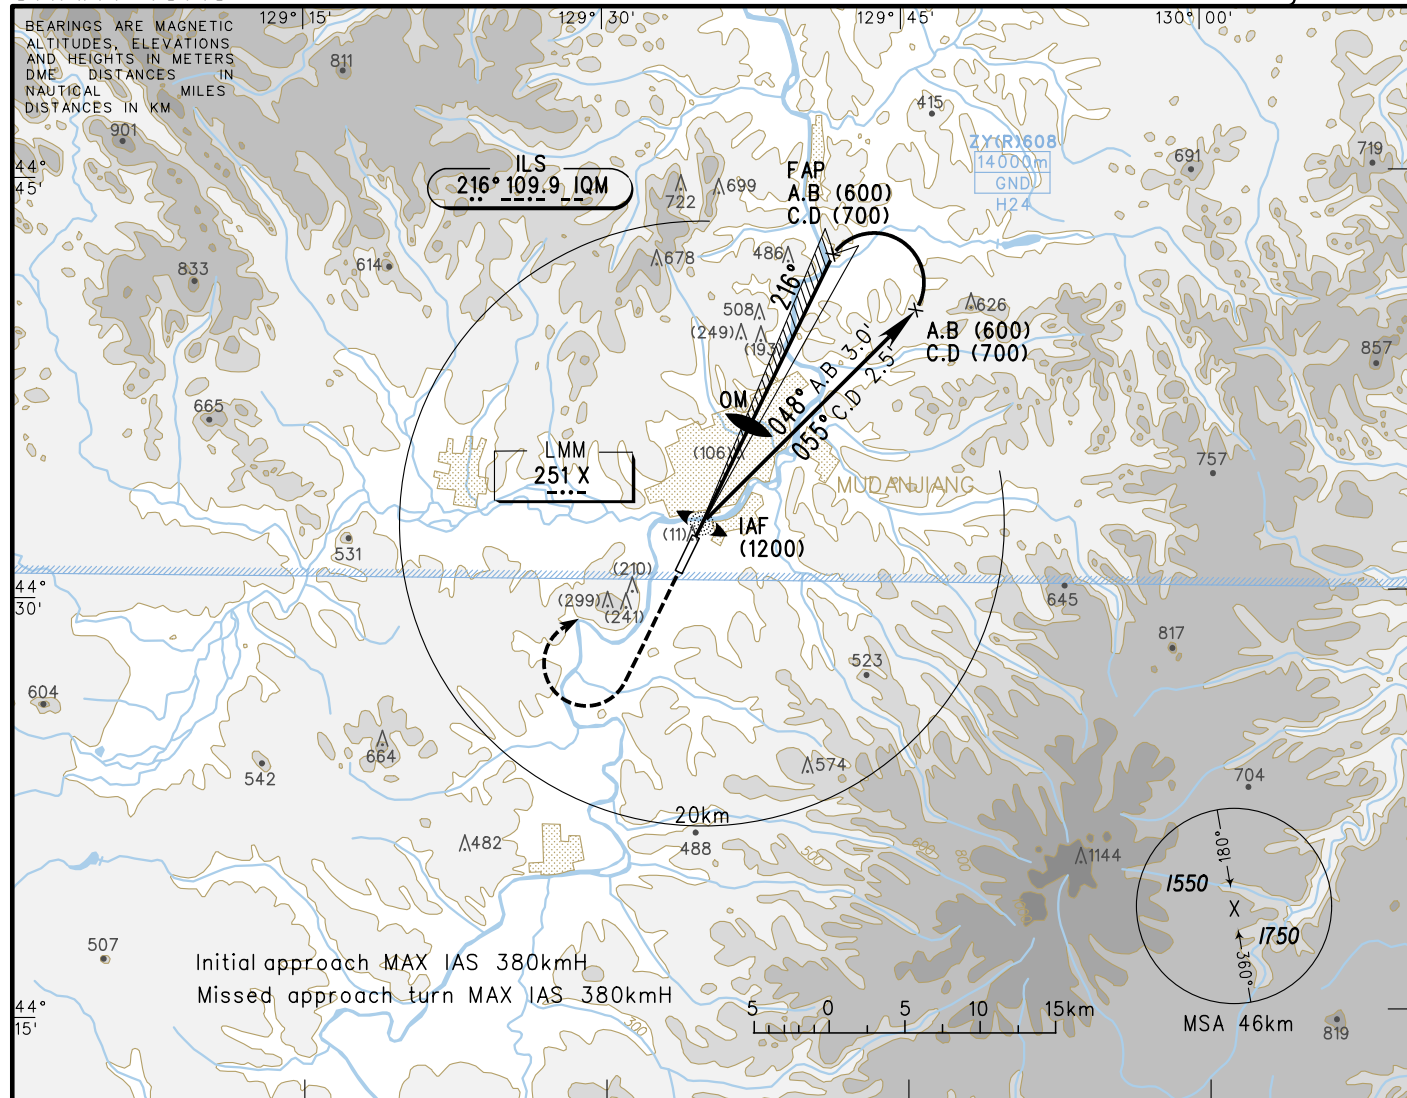 129° 15'
129° 30'
129° 45'
130° 00'
BEARINGS ARE MAGNETIC
ALTITUDES, ELEVATIONS
AND HEIGHTS IN METERS
DME DISTANCES IN
NAUTICAL MILES
DISTANCES IN KM
811
901
415
ZY(R)608
14000m
GND
H24
691
719
44°
45'
ILS
216° 109.9 IQM
722
699
FAP
A.B (600)
C.D (700)
833
614
678
486
216°
626
508
(249)
(193)
A.B (600)
C.D (700)
857
048° A.B 3.0'
055° C.D 2.5'
665
OM
(106)
LMM
251 X
757
MUDANJIANG
IAF
(1200)
(11)
531
44°
30'
(210)
(299)
(241)
645
817
523
604
664
542
574
704
20km
482
488
500
600
800
1144
180°
1550
X
1750
360°
MSA 46km
507
Initial approach MAX IAS 380kmH
Missed approach turn MAX IAS 380kmH
44°
15'
300
5 0 5 10 15km
819